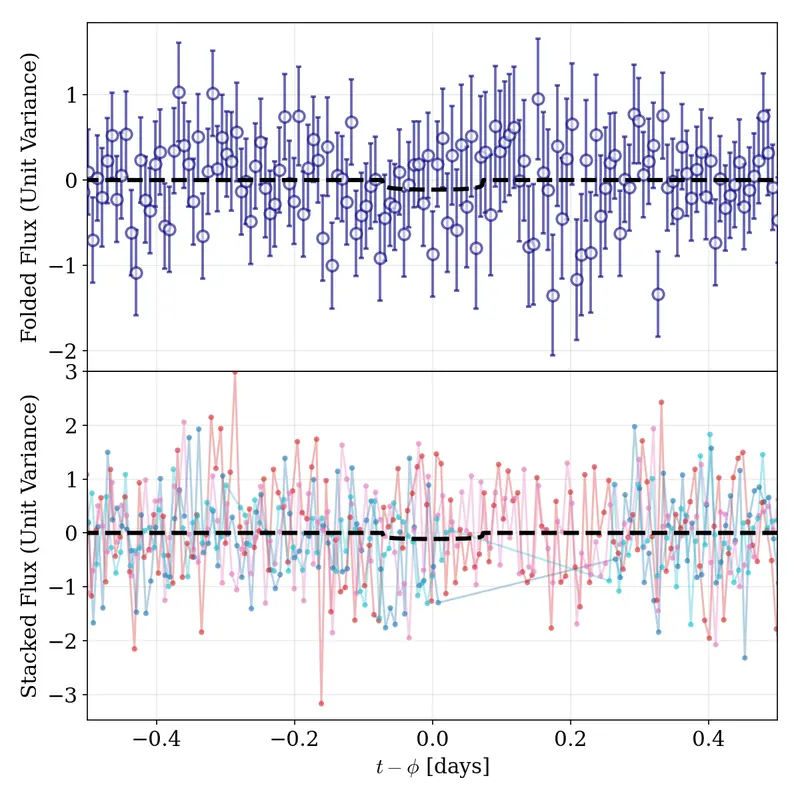 Folded Flux (Unit Variance)
1
0
−1
−2
Stacked Flux (Unit Variance)
3
2
1
0
−1
−2
−3
−0.4 −0.2 0.0 0.2 0.4
t − ϕ [days]